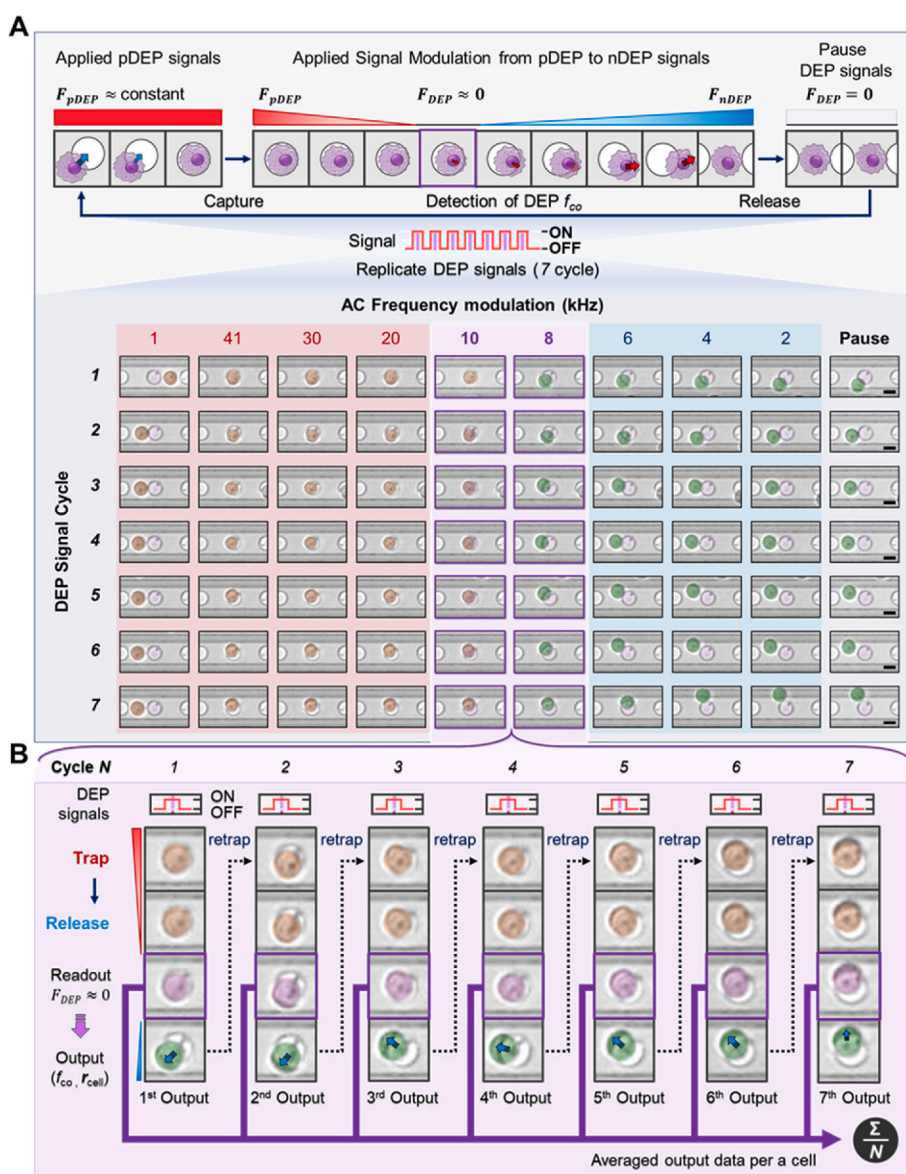 A
Applied pDEP signals
Applied Signal Modulation from pDEP to nDEP signals
Pause
DEP signals
F_pDEP ≈ constant
F_pDEP
F_DEP ≈ 0
F_nDEP
F_DEP = 0
Capture
Detection of DEP f_co
Release
Signal
ON
OFF
Replicate DEP signals (7 cycle)
AC Frequency modulation (kHz)
1 41 30 20 10 8 6 4 2 Pause
DEP Signal Cycle
1
2
3
4
5
6
7
B
Cycle N 1 2 3 4 5 6 7
DEP
signals
ON
OFF
Trap
retrap retrap retrap retrap retrap retrap
Release
Readout
F_DEP ≈ 0
Output
(f_co, r_cell)
1st Output 2nd Output 3rd Output 4th Output 5th Output 6th Output 7th Output
Σ
N
Averaged output data per a cell